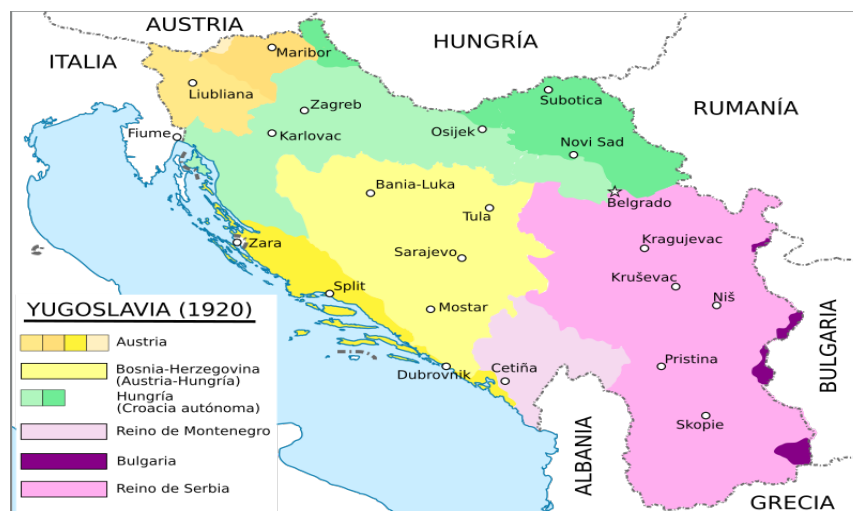 AUSTRIA
HUNGRÍA
ITALIA
Maribor
Liubliana
Subotica
Zagreb
RUMANÍA
Fiume
Karlovac
Osijek
Novi Sad
Bania-Luka
Belgrado
Tula
Zara
Sarajevo
Kragujevac
Kruševac
Split
Niš
Mostar
BULGARIA
Pristina
Dubrovnik
Cetiña
Skopie
ALBANIA
GRECIA
YUGOSLAVIA (1920)
Austria
Bosnia-Herzegovina
(Austria-Hungría)
Hungría
(Croacia autónoma)
Reino de Montenegro
Bulgaria
Reino de Serbia